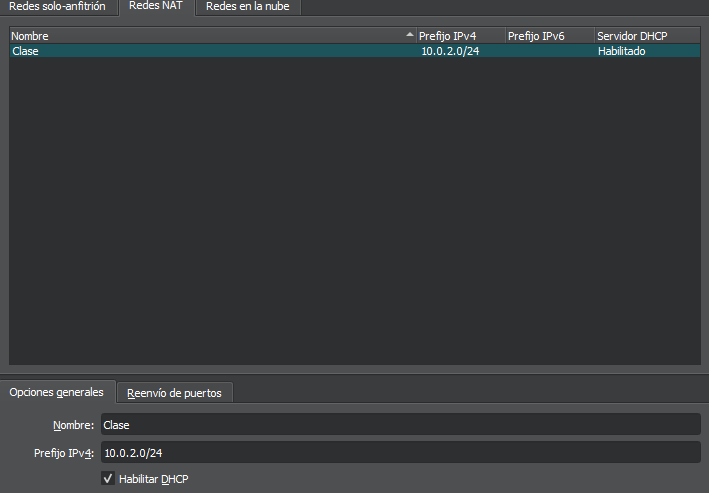 Redes solo-anfitrión Redes NAT Redes en la nube
Nombre Prefijo IPv4 Prefijo IPv6 Servidor DHCP
Clase 10.0.2.0/24 Habilitado
Opciones generales Reenvío de puertos
Nombre: Clase
Prefijo IPv4: 10.0.2.0/24
Habilitar DHCP